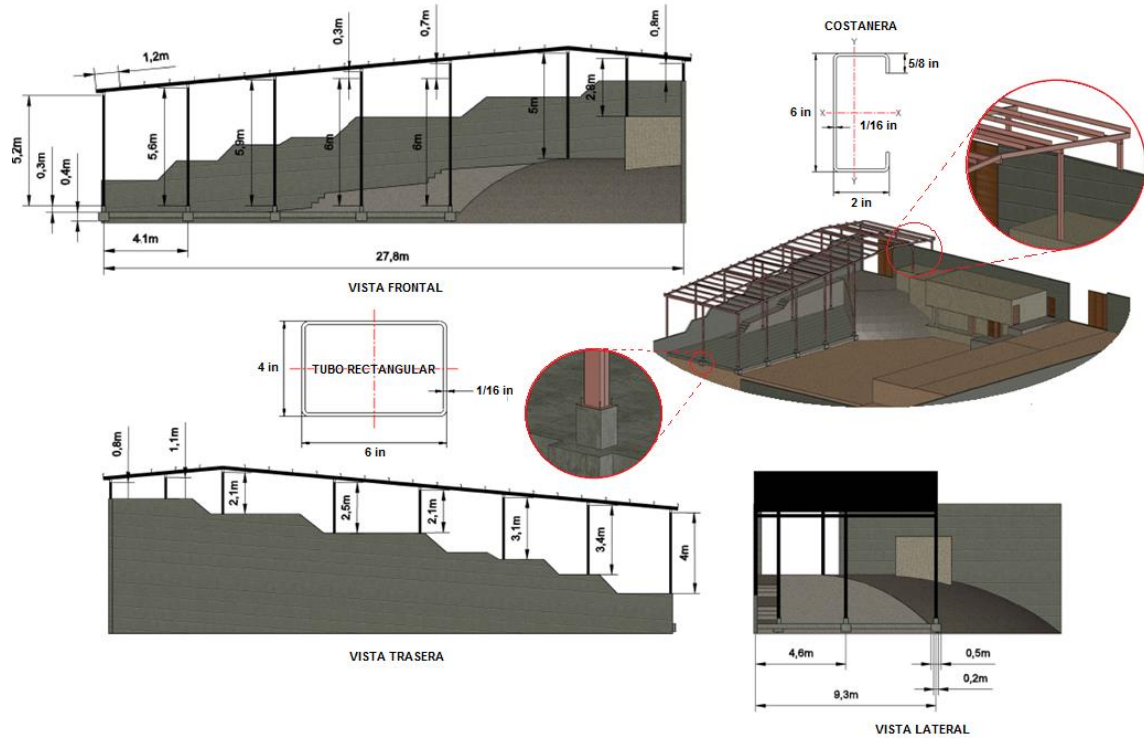 0,3m
0,7m
0,8m
1,2m
5,2m
0,3m
0,4m
5,6m
5,9m
6m
6m
5m
2,8m
4.1m
27,8m
VISTA FRONTAL
COSTANERA
Y
5/8 in
6 in
X
X
1/16 in
Y
2 in
4 in
TUBO RECTANGULAR
1/16 in
6 in
0,8m
1,1m
2,1m
2,5m
2,1m
3,1m
3,4m
4m
VISTA TRASERA
4,6m
0,5m
0,2m
9,3m
VISTA LATERAL